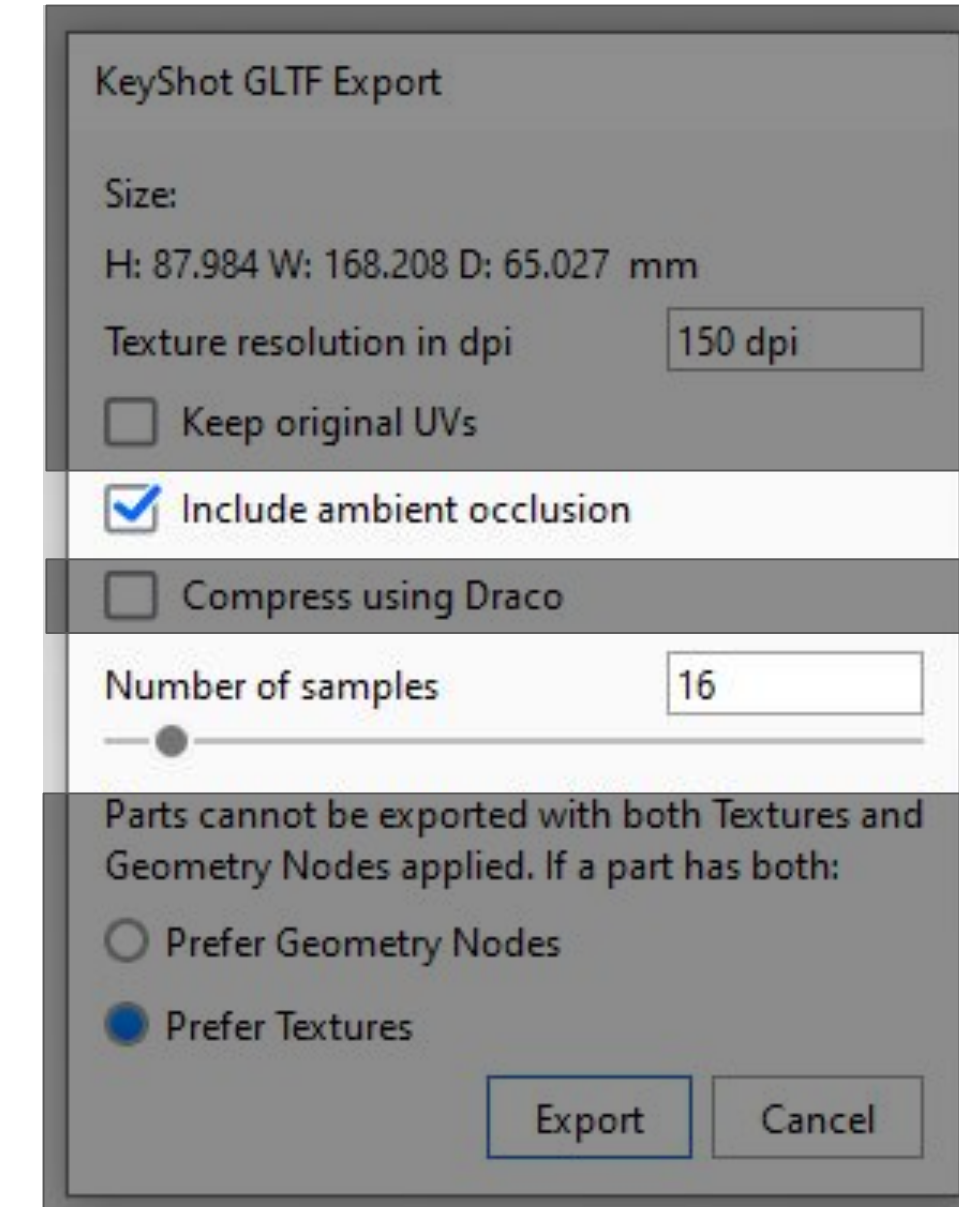 KeyShot GLTF Export
Size:
H: 87.984 W: 168.208 D: 65.027 mm
Texture resolution in dpi 150 dpi
Keep original UVs
Include ambient occlusion
Compress using Draco
Number of samples 16
Parts cannot be exported with both Textures and
Geometry Nodes applied. If a part has both:
Prefer Geometry Nodes
Prefer Textures
Export Cancel